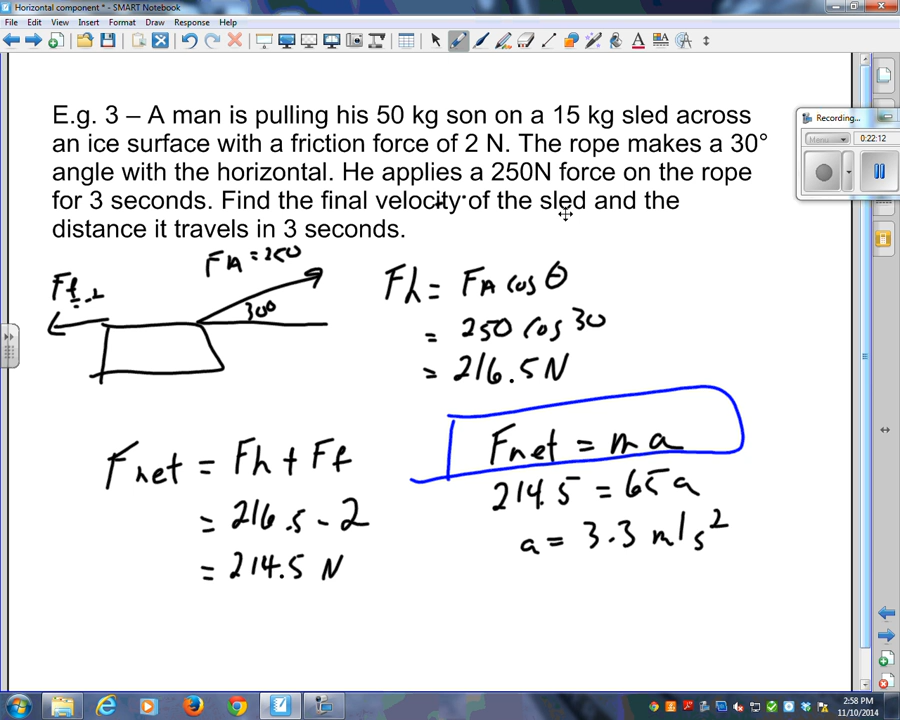 Horizontal component * - SMART Notebook
File Edit View Insert Format Draw Response Help
E.g. 3 – A man is pulling his 50 kg son on a 15 kg sled across
an ice surface with a friction force of 2 N. The rope makes a 30°
angle with the horizontal. He applies a 250N force on the rope
for 3 seconds. Find the final velocity of the sled and the
distance it travels in 3 seconds.
Recording...
Menu
0:22:12
FA = 250
Ff = -2
30°
Fh = FA cos θ
= 250 cos 30
= 216.5 N
Fnet = Fh + Ff
= 216.5 - 2
= 214.5 N
Fnet = ma
214.5 = 65a
a = 3.3 m/s²
2:58 PM
11/10/2014